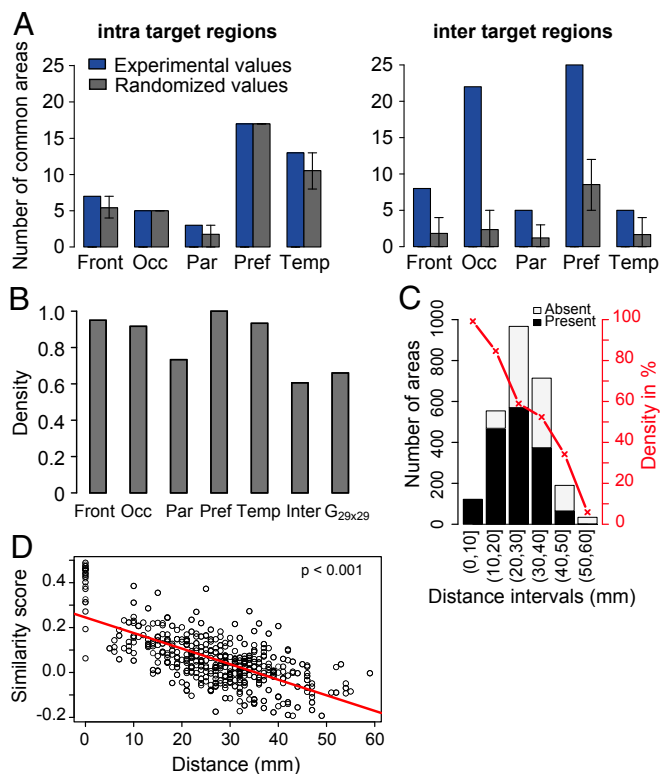 A
intra target regions
inter target regions
Experimental values
Randomized values
Number of common areas
25
20
15
10
5
0
Front Occ Par Pref Temp
25
20
15
10
5
0
Front Occ Par Pref Temp
B
Density
1.0
0.8
0.6
0.4
0.2
0
Front Occ Par Pref Temp Inter G29x29
C
Absent
Present
Number of areas
1000
800
600
400
200
0
Density in %
100
80
60
40
20
0
(0,10]
(10,20]
(20,30]
(30,40]
(40,50]
(50,60]
Distance intervals (mm)
D
p < 0.001
Similarity score
0.4
0.2
0.0
-0.2
0 10 20 30 40 50 60
Distance (mm)